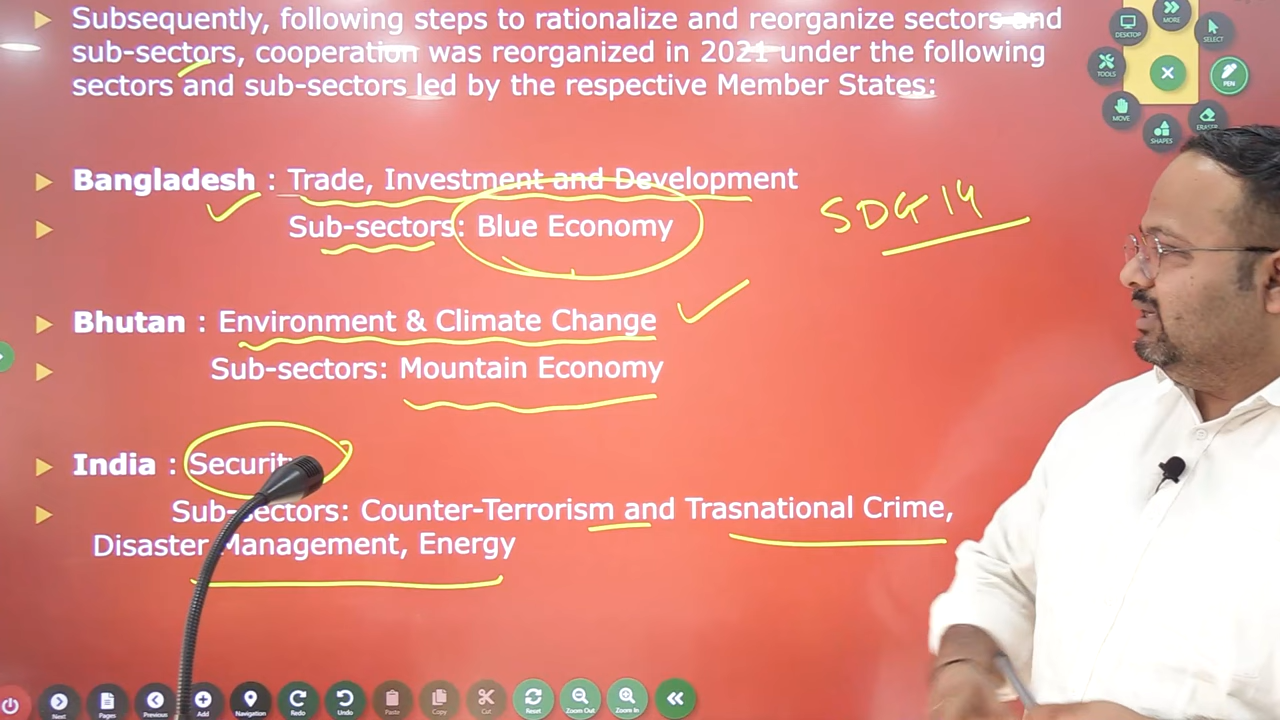 Subsequently, following steps to rationalize and reorganize sectors and
sub-sectors, cooperation was reorganized in 2021 under the following
sectors and sub-sectors led by the respective Member States:
Bangladesh : Trade, Investment and Development
Sub-sectors: Blue Economy
SDG 14
Bhutan : Environment & Climate Change
Sub-sectors: Mountain Economy
India : Security
Sub-sectors: Counter-Terrorism and Trasnational Crime,
Disaster Management, Energy
DESKTOP
MORE
SELECT
TOOLS
PEN
MOVE
SHAPES
ERASER
Next
Pages
Previous
Add
Navigation
Redo
Undo
Paste
Copy
Cut
Reset
Zoom Out
Zoom In